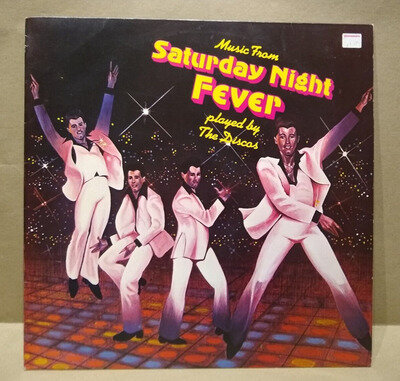 Music From
Saturday Night
FEVER
played by
The Discos